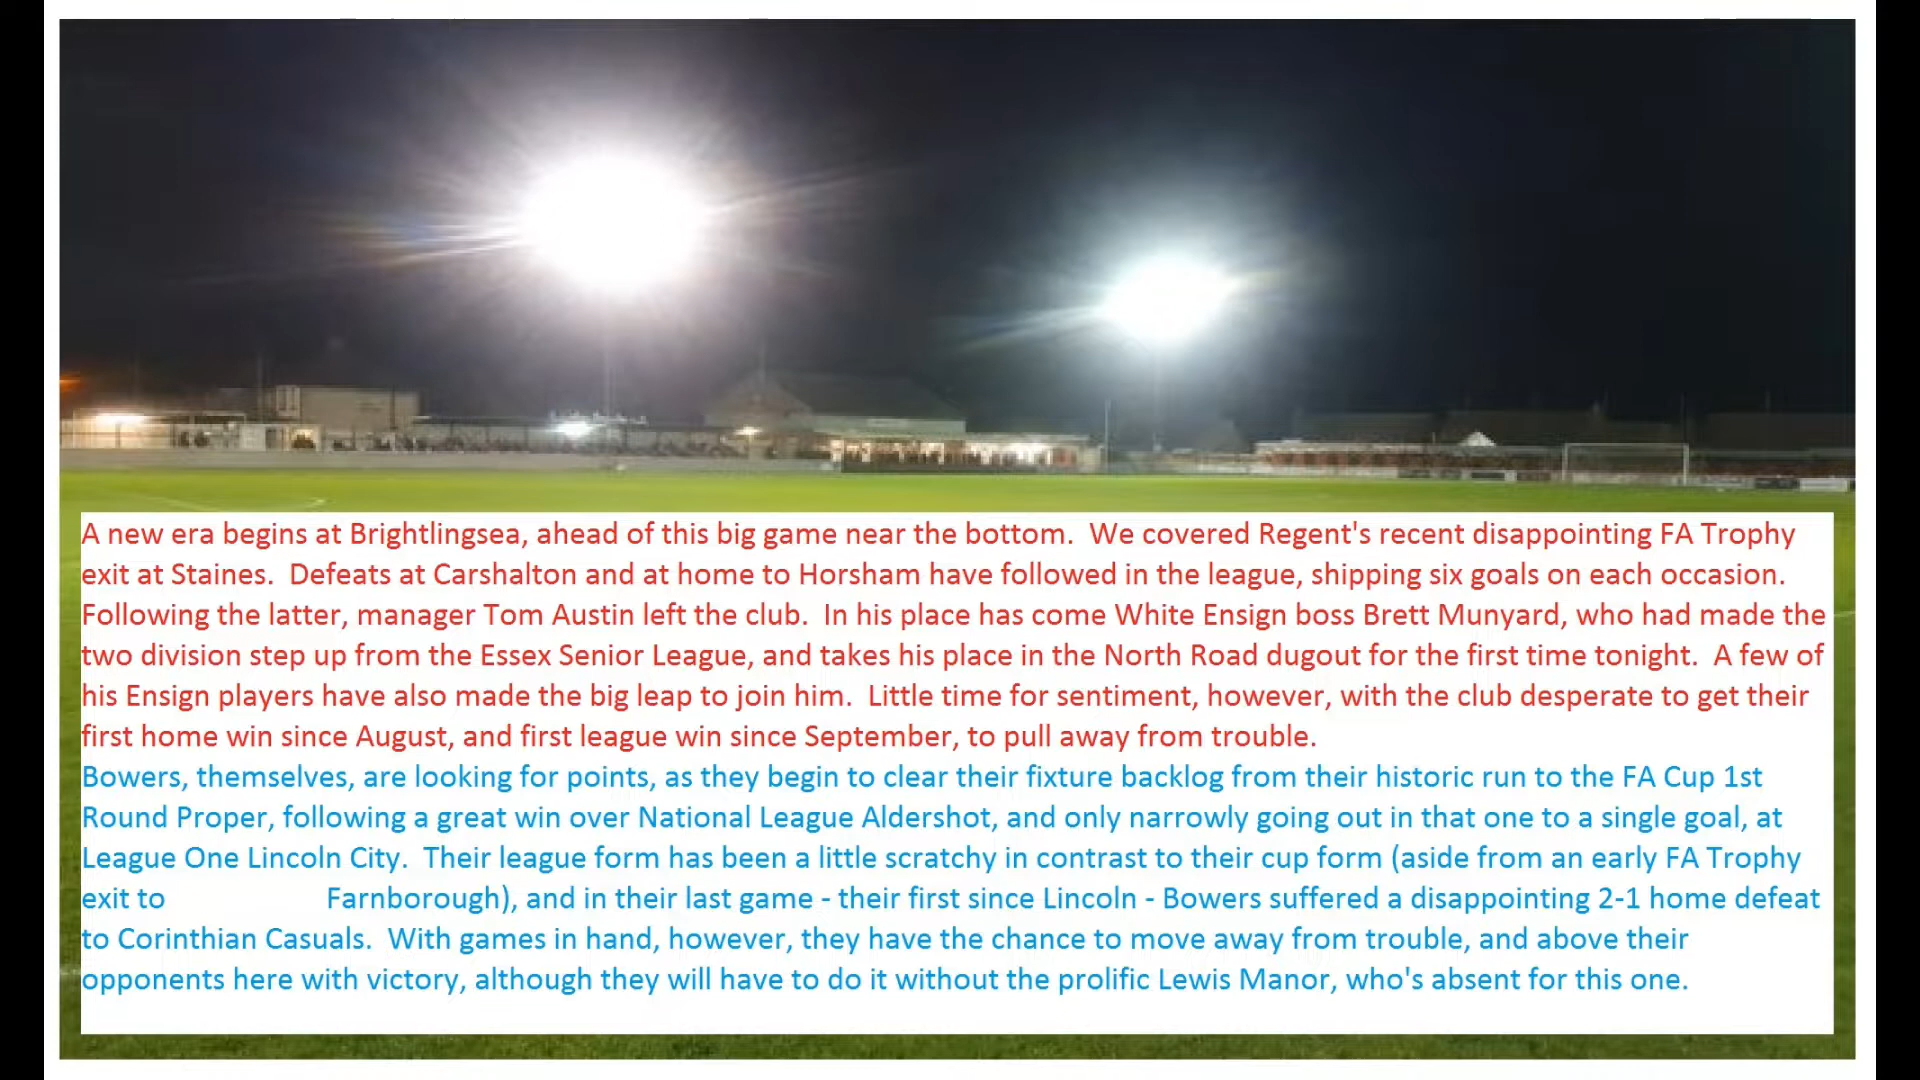 A new era begins at Brightlingsea, ahead of this big game near the bottom.  We covered Regent's recent disappointing FA Trophy
exit at Staines.  Defeats at Carshalton and at home to Horsham have followed in the league, shipping six goals on each occasion.
Following the latter, manager Tom Austin left the club.  In his place has come White Ensign boss Brett Munyard, who had made the
two division step up from the Essex Senior League, and takes his place in the North Road dugout for the first time tonight.  A few of
his Ensign players have also made the big leap to join him.  Little time for sentiment, however, with the club desperate to get their
first home win since August, and first league win since September, to pull away from trouble.
Bowers, themselves, are looking for points, as they begin to clear their fixture backlog from their historic run to the FA Cup 1st
Round Proper, following a great win over National League Aldershot, and only narrowly going out in that one to a single goal, at
League One Lincoln City.  Their league form has been a little scratchy in contrast to their cup form (aside from an early FA Trophy
exit to Farnborough), and in their last game - their first since Lincoln - Bowers suffered a disappointing 2-1 home defeat
to Corinthian Casuals.  With games in hand, however, they have the chance to move away from trouble, and above their
opponents here with victory, although they will have to do it without the prolific Lewis Manor, who's absent for this one.